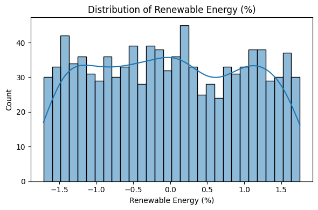 Distribution of Renewable Energy (%)
40
30
20
10
0
Count
−1.5 −1.0 −0.5 0.0 0.5 1.0 1.5
Renewable Energy (%)